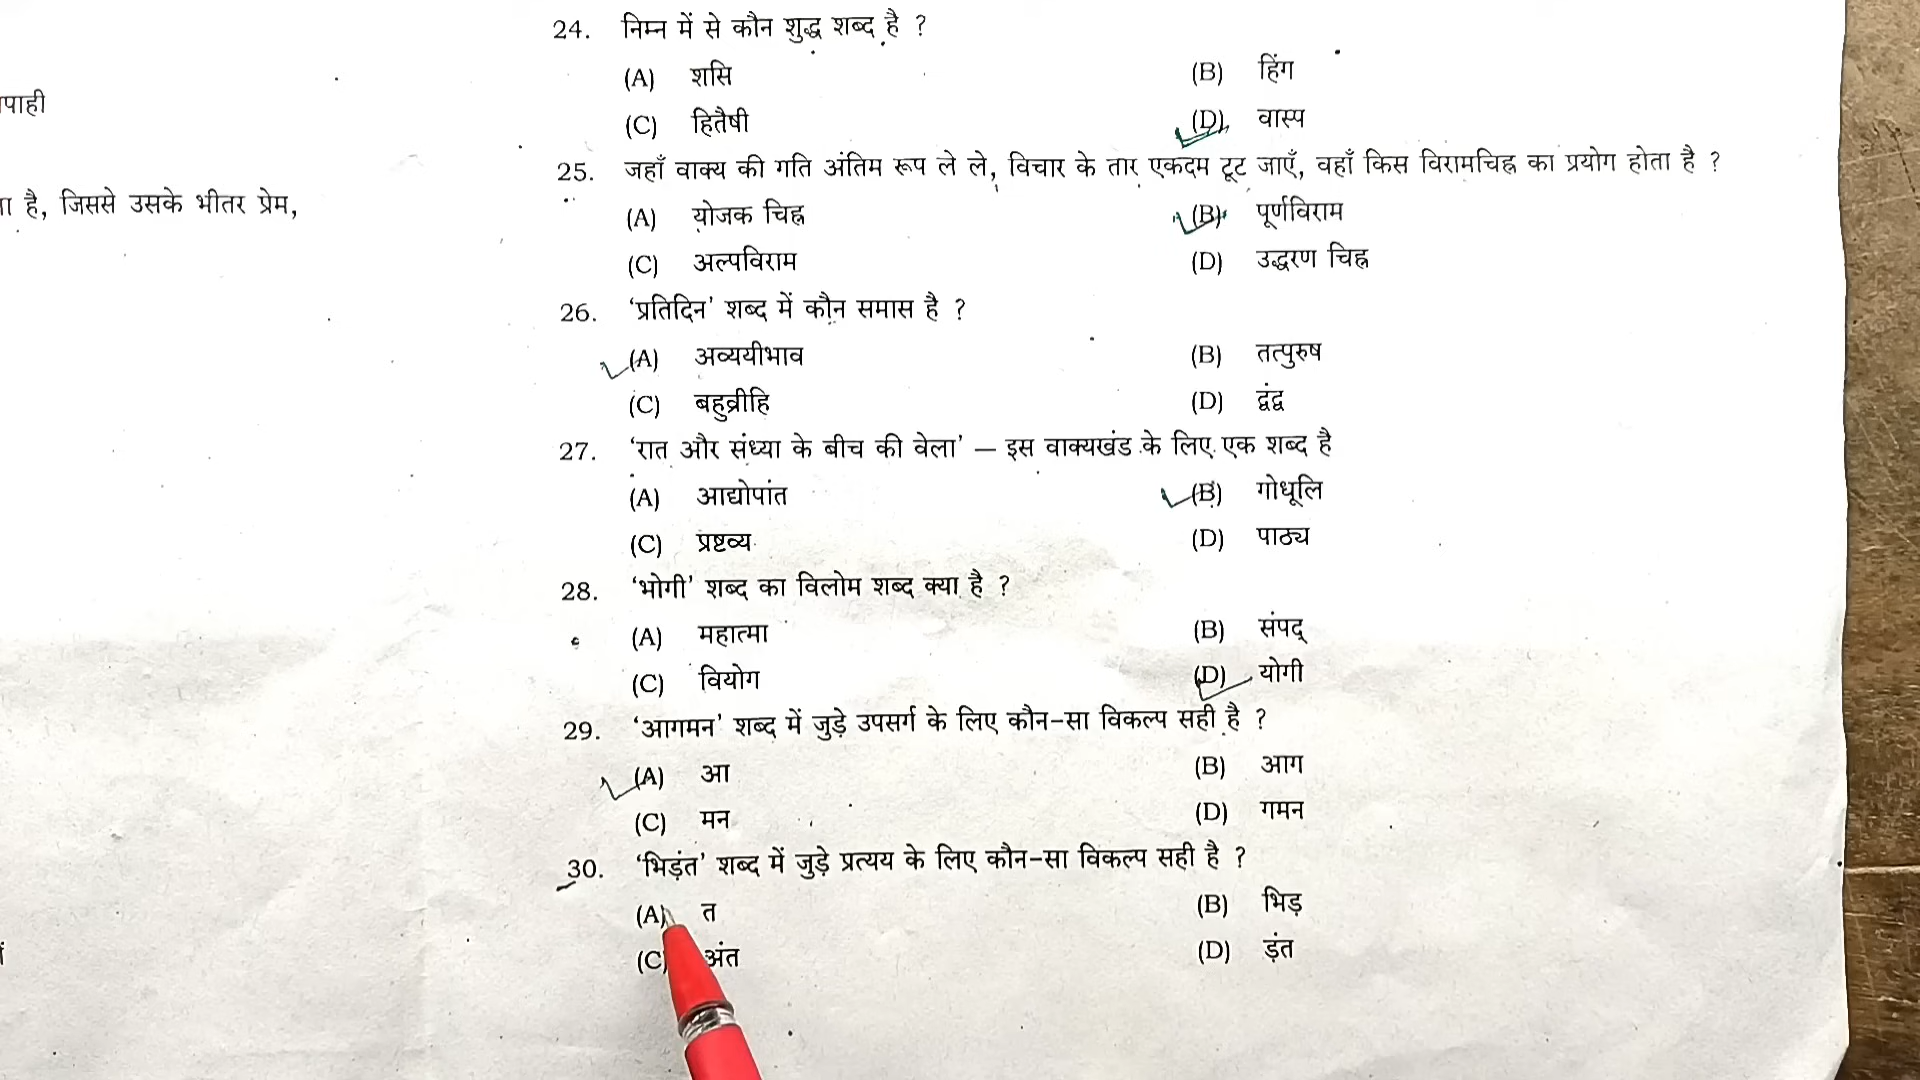 पाही
है, जिससे उसके भीतर प्रेम,
24. निम्न में से कौन शुद्ध शब्द है ?
(A) शसि (B) हिंग
(C) हितैषी (D) वास्प
25. जहाँ वाक्य की गति अंतिम रूप ले ले, विचार के तार एकदम टूट जाएँ, वहाँ किस विरामचिह्न का प्रयोग होता है ?
(A) योजक चिह्न (B) पूर्णविराम
(C) अल्पविराम (D) उद्धरण चिह्न
26. ‘प्रतिदिन’ शब्द में कौन समास है ?
(A) अव्ययीभाव (B) तत्पुरुष
(C) बहुव्रीहि (D) द्वंद्व
27. ‘रात और संध्या के बीच की वेला’ — इस वाक्यखंड के लिए एक शब्द है
(A) आद्योपांत (B) गोधूलि
(C) प्रष्टव्य (D) पाठ्य
28. ‘भोगी’ शब्द का विलोम शब्द क्या है ?
(A) महात्मा (B) संपद्
(C) वियोग (D) योगी
29. ‘आगमन’ शब्द में जुड़े उपसर्ग के लिए कौन-सा विकल्प सही है ?
(A) आ (B) आग
(C) मन (D) गमन
30. ‘भिड़ंत’ शब्द में जुड़े प्रत्यय के लिए कौन-सा विकल्प सही है ?
(A) त (B) भिड़
(C) अंत (D) ड़ंत